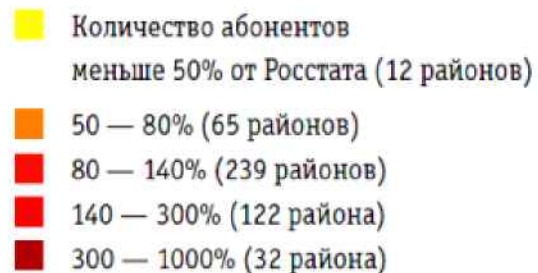 Количество абонентов
меньше 50% от Росстата (12 районов)
50 — 80% (65 районов)
80 — 140% (239 районов)
140 — 300% (122 района)
300 — 1000% (32 района)